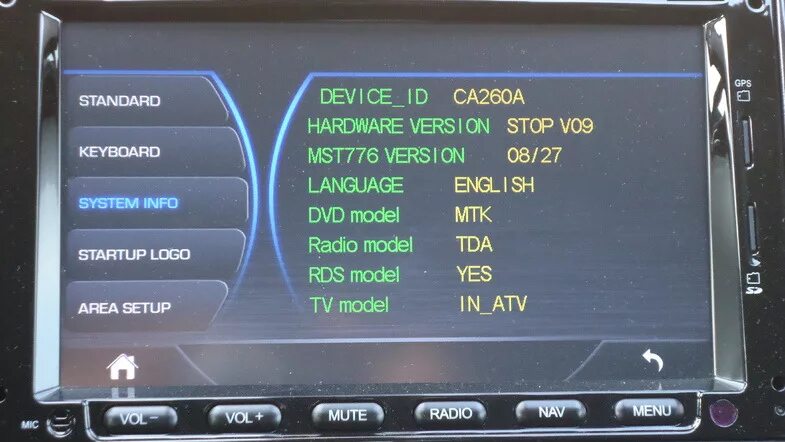 STANDARD
KEYBOARD
SYSTEM INFO
STARTUP LOGO
AREA SETUP
DEVICE_ID CA260A
HARDWARE VERSION STOP V09
MST776 VERSION 08/27
LANGUAGE ENGLISH
DVD model MTK
Radio model TDA
RDS model YES
TV model IN_ATV
GPS
SD
MIC
VOL-
VOL+
MUTE
RADIO
NAV
MENU